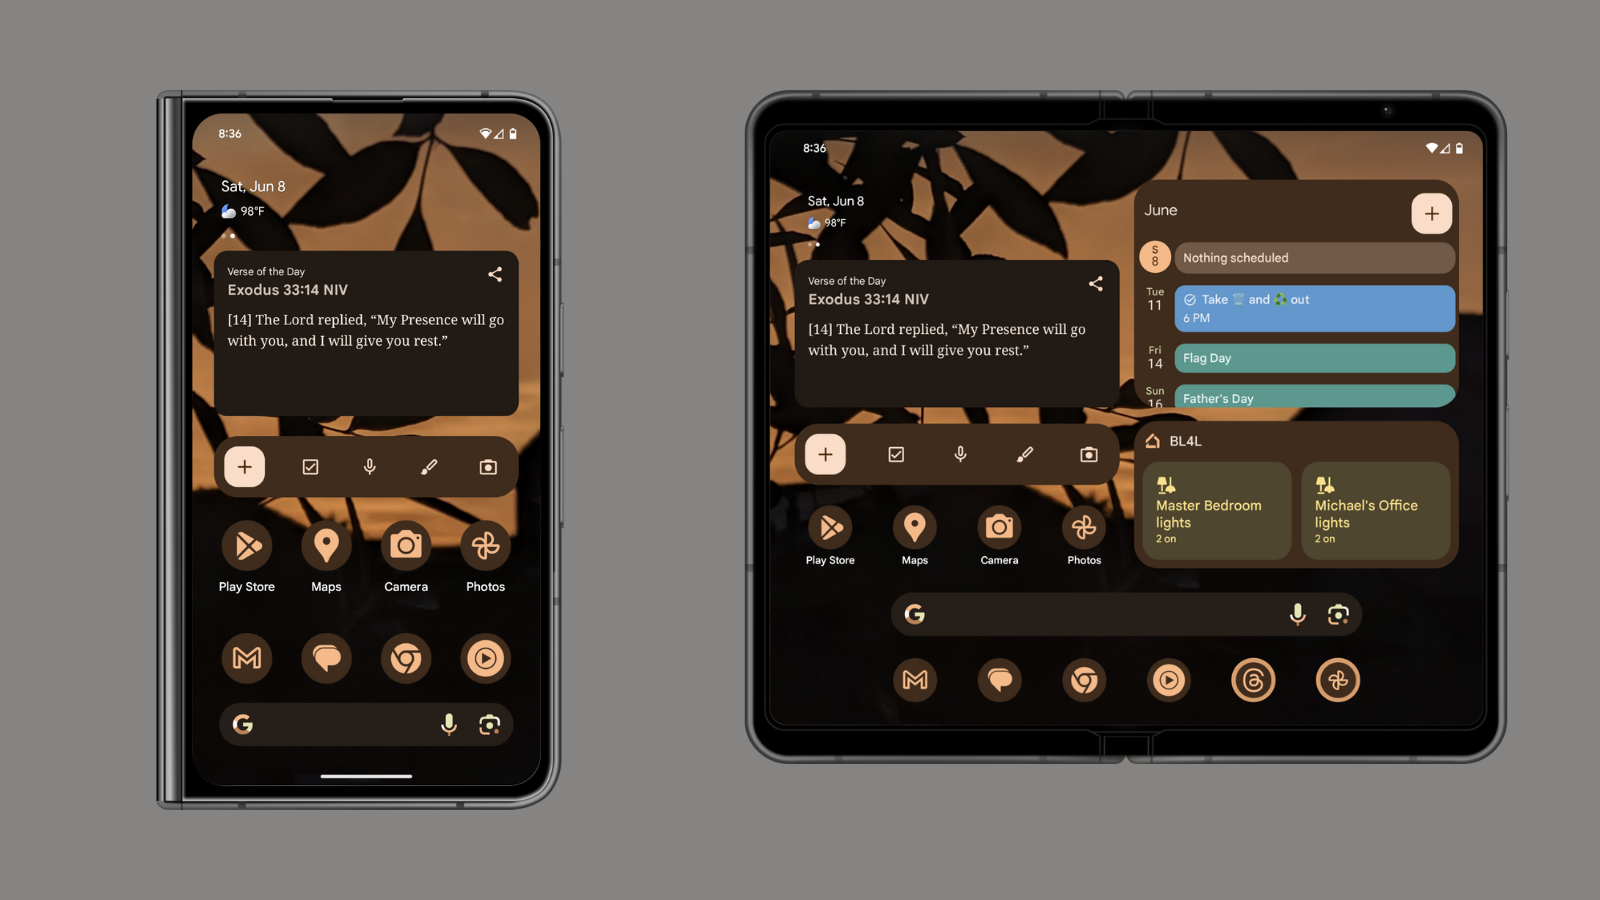 8:36
Sat, Jun 8
98°F
Verse of the Day
Exodus 33:14 NIV
[14] The Lord replied, “My Presence will go
with you, and I will give you rest.”
Play Store
Maps
Camera
Photos
8:36
Sat, Jun 8
98°F
Verse of the Day
Exodus 33:14 NIV
[14] The Lord replied, “My Presence will go
with you, and I will give you rest.”
Play Store
Maps
Camera
Photos
June
S
8
Nothing scheduled
Tue
11
Take 🗑️ and ♻️ out
6 PM
Fri
14
Flag Day
Sun
16
Father's Day
BL4L
Master Bedroom
lights
2 on
Michael's Office
lights
2 on